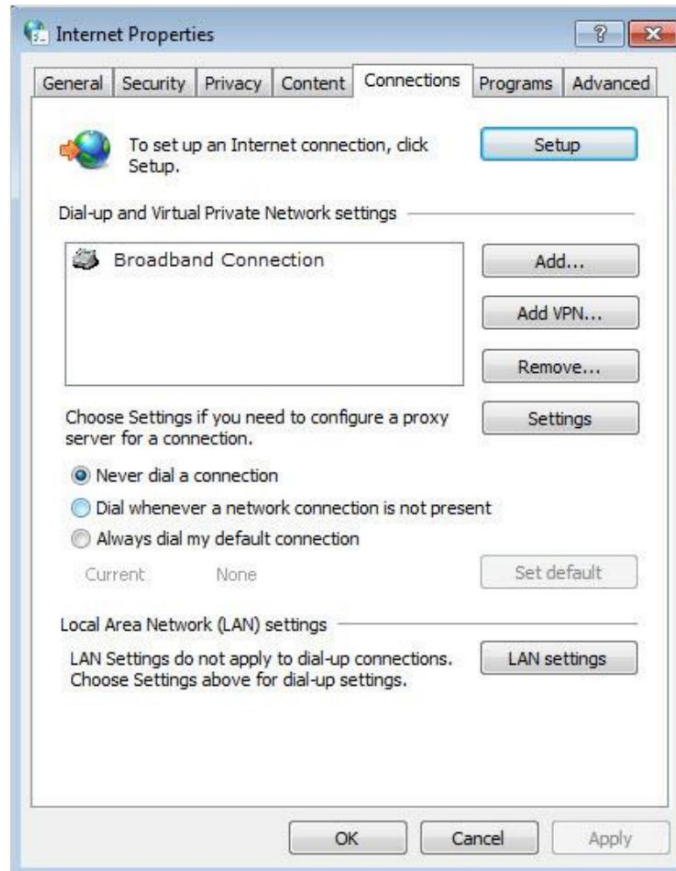 Internet Properties
General Security Privacy Content Connections Programs Advanced
To set up an Internet connection, click
Setup.
Setup
Dial-up and Virtual Private Network settings
Broadband Connection
Add...
Add VPN...
Remove...
Choose Settings if you need to configure a proxy
server for a connection.
Settings
Never dial a connection
Dial whenever a network connection is not present
Always dial my default connection
Current None
Set default
Local Area Network (LAN) settings
LAN Settings do not apply to dial-up connections.
Choose Settings above for dial-up settings.
LAN settings
OK Cancel Apply